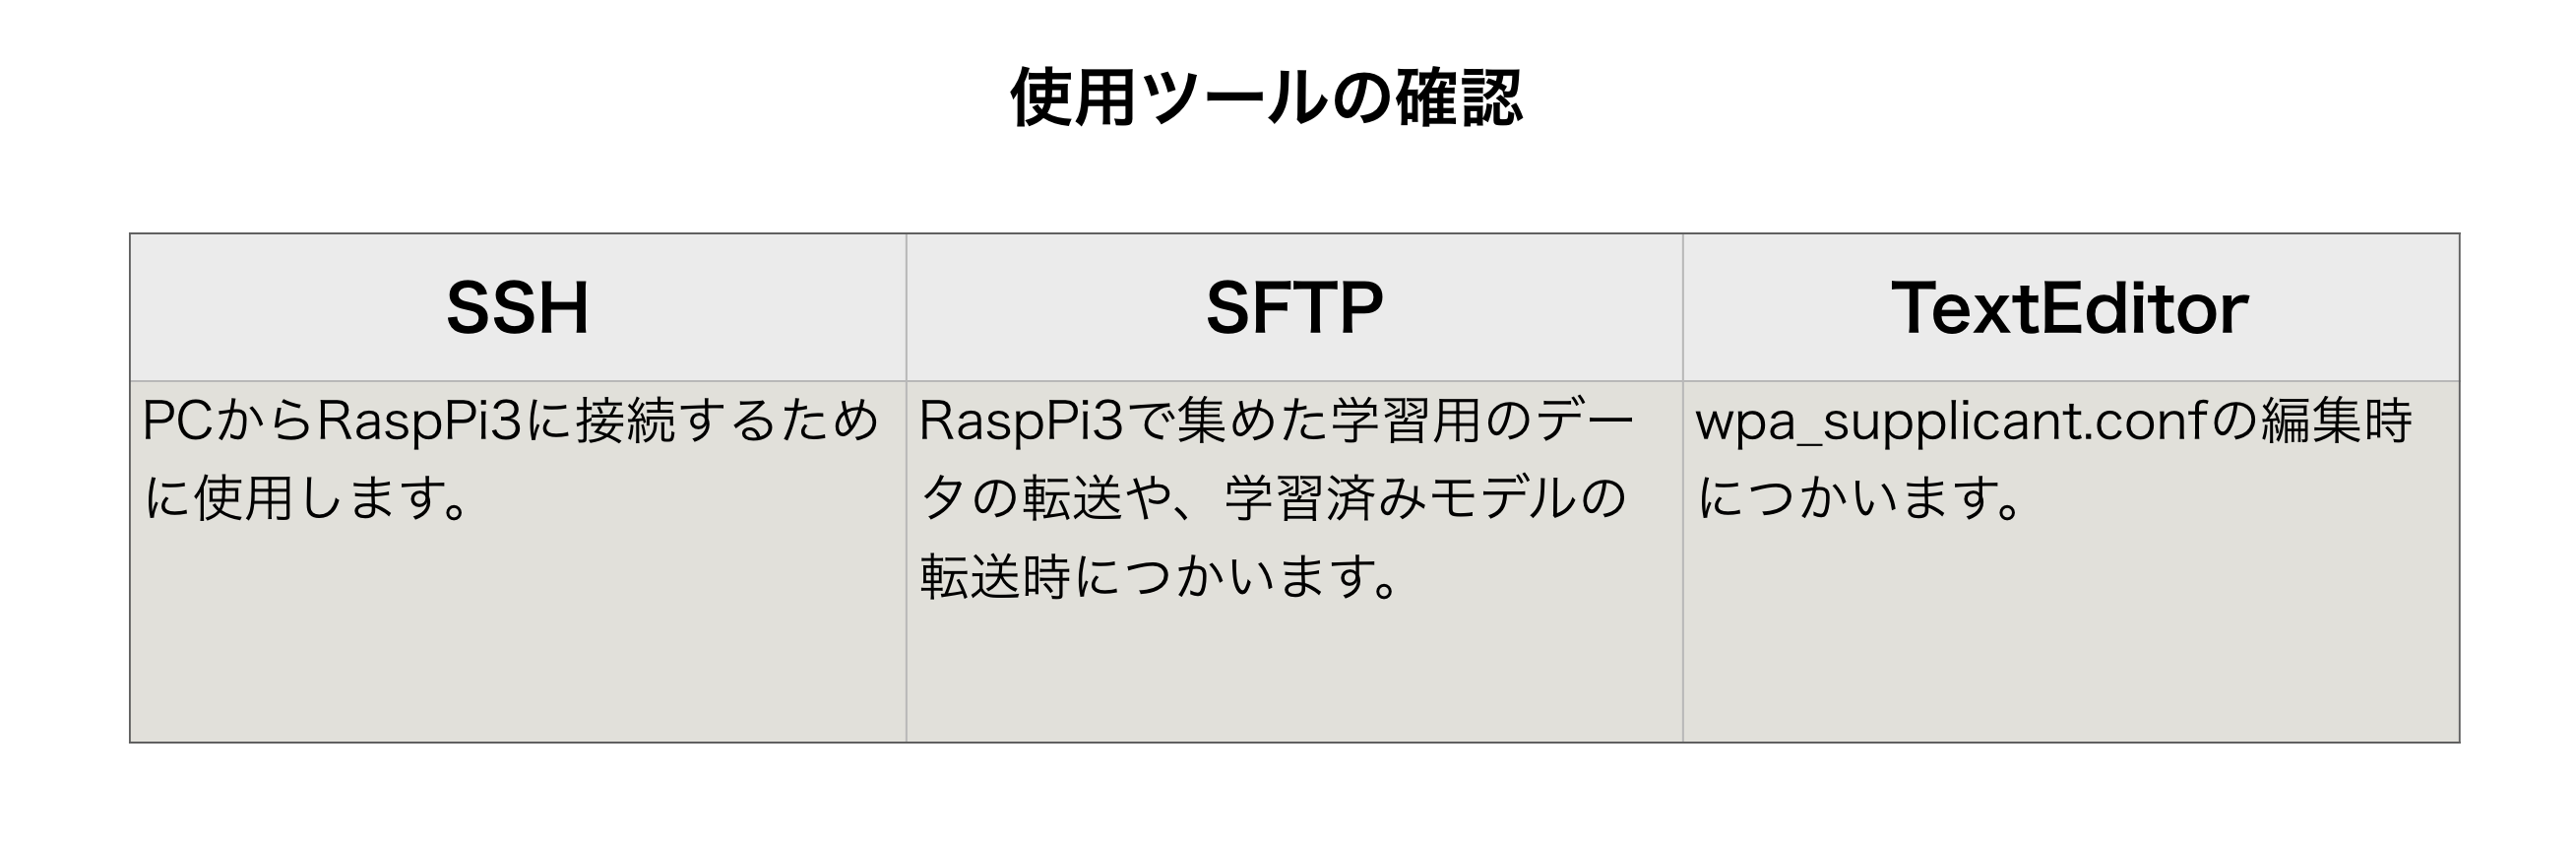 使用ツールの確認
SSH
SFTP
TextEditor
PCからRaspPi3に接続するため
に使用します。
RaspPi3で集めた学習用のデー
タの転送や、学習済みモデルの
転送時につかいます。
wpa_supplicant.confの編集時
につかいます。